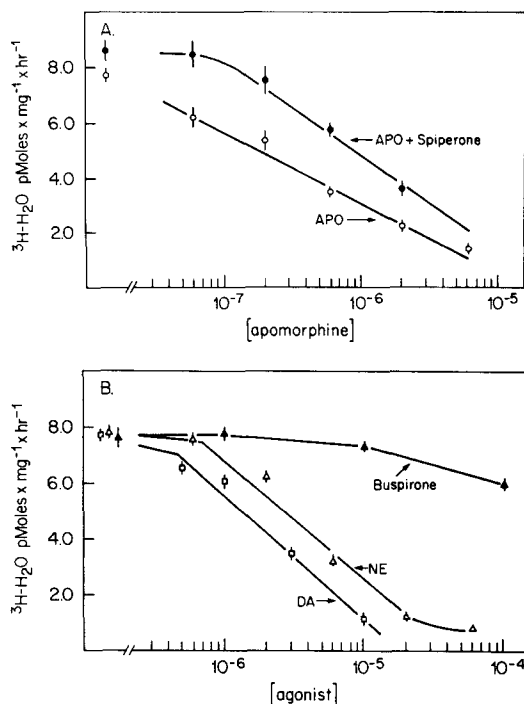 A.
³H-H₂O pMoles x mg⁻¹ x hr⁻¹
8.0
6.0
4.0
2.0
APO + Spiperone
APO
10⁻⁷
10⁻⁶
10⁻⁵
[apomorphine]
B.
³H-H₂O pMoles x mg⁻¹ x hr⁻¹
8.0
6.0
4.0
2.0
Buspirone
NE
DA
10⁻⁶
10⁻⁵
10⁻⁴
[agonist]